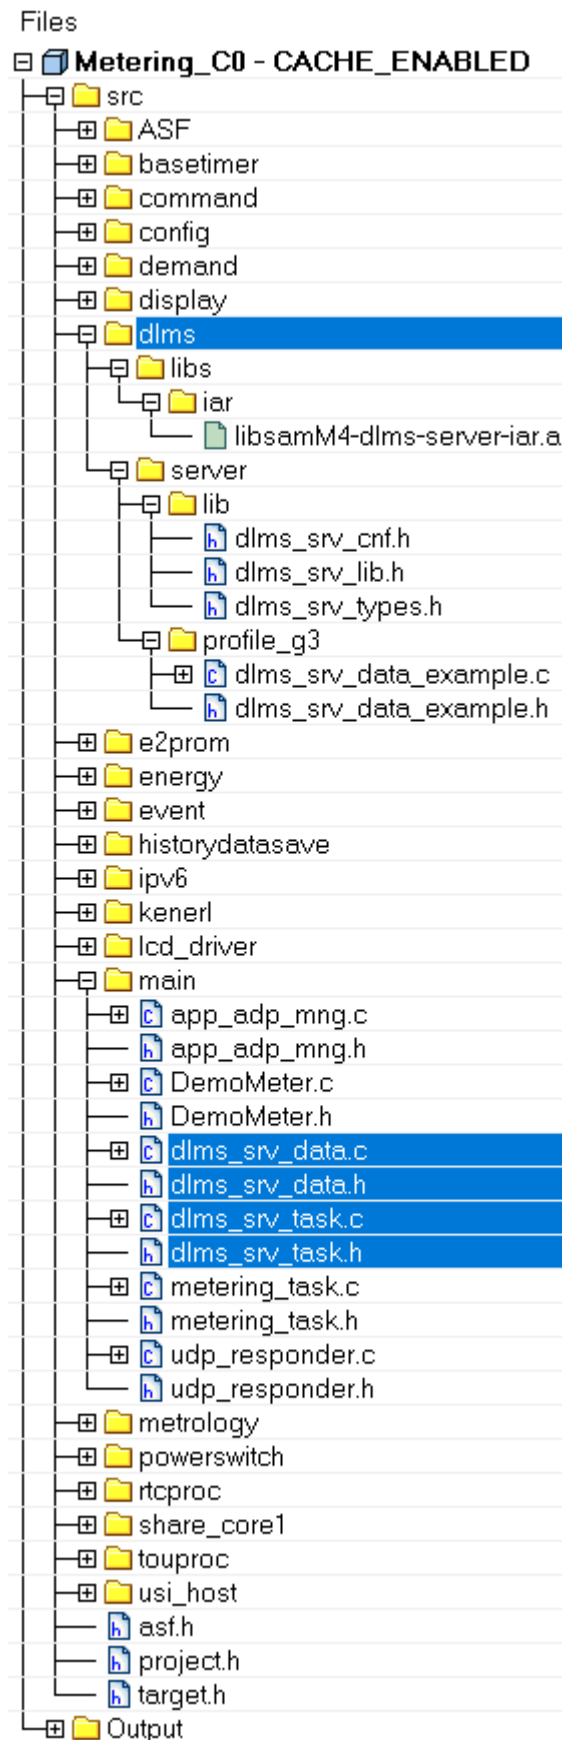 Files
Metering_C0 - CACHE_ENABLED
src
ASF
basetimer
command
config
demand
display
dlms
libs
iar
libsamM4-dlms-server-iar.a
server
lib
dlms_srv_cnf.h
dlms_srv_lib.h
dlms_srv_types.h
profile_g3
dlms_srv_data_example.c
dlms_srv_data_example.h
e2prom
energy
event
historydatasave
ipv6
kenerl
lcd_driver
main
app_adp_mng.c
app_adp_mng.h
DemoMeter.c
DemoMeter.h
dlms_srv_data.c
dlms_srv_data.h
dlms_srv_task.c
dlms_srv_task.h
metering_task.c
metering_task.h
udp_responder.c
udp_responder.h
metrology
powerswitch
rtcproc
share_core1
touproc
usi_host
asf.h
project.h
target.h
Output